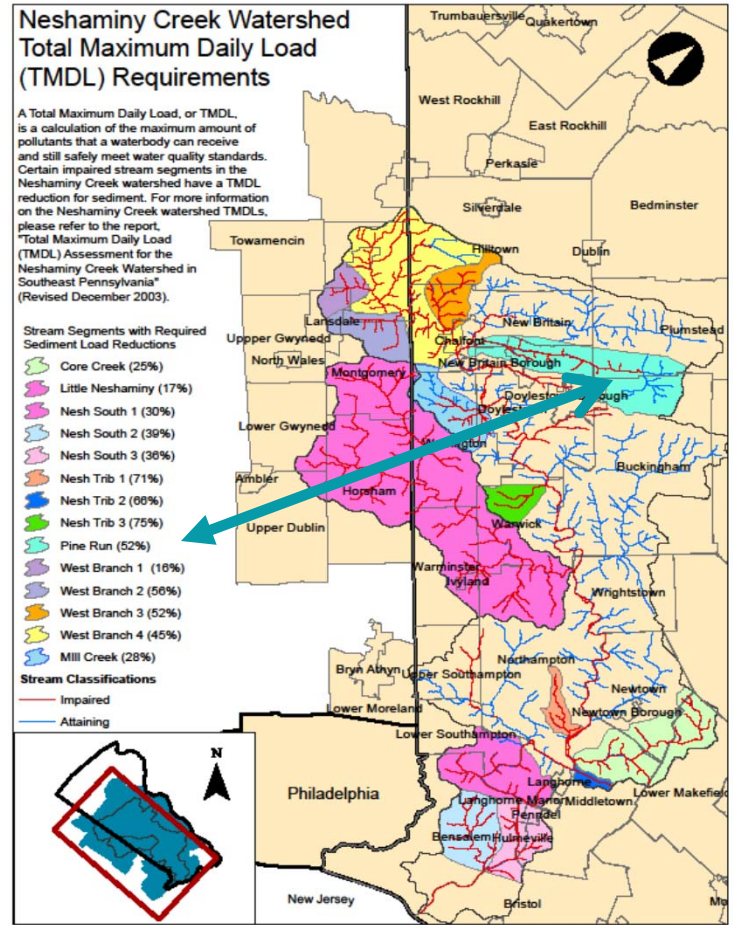 Neshaminy Creek Watershed
Total Maximum Daily Load
(TMDL) Requirements
A Total Maximum Daily Load, or TMDL,
is a calculation of the maximum amount of
pollutants that a waterbody can receive
and still safely meet water quality standards.
Certain impaired stream segments in the
Neshaminy Creek watershed have a TMDL
reduction for sediment. For more information
on the Neshaminy Creek watershed TMDLs,
please refer to the report,
"Total Maximum Daily Load
(TMDL) Assessment for the
Neshaminy Creek Watershed in
Southeast Pennsylvania"
(Revised December 2003).
Stream Segments with Required
Sediment Load Reductions
Core Creek (25%)
Little Neshaminy (17%)
Nesh South 1 (30%)
Nesh South 2 (39%)
Nesh South 3 (36%)
Nesh Trib 1 (71%)
Nesh Trib 2 (66%)
Nesh Trib 3 (75%)
Pine Run (52%)
West Branch 1 (16%)
West Branch 2 (56%)
West Branch 3 (52%)
West Branch 4 (45%)
Mill Creek (28%)
Stream Classifications
Impaired
Attaining
N
Trumbauersville
Quakertown
West Rockhill
East Rockhill
Perkasie
Silverdale
Bedminster
Towamencin
Hilltown
Dublin
Lansdale
New Britain
Plumstead
Uppper Gwynedd
Chalfont
North Wales
New Britain Borough
Montgomery
Lower Gwynedd
Buckingham
Ambler
Horsham
Upper Dublin
Warwick
Warminster
Ivyland
Wrightstown
Bryn Athyn
Upper Southampton
Northampton
Newtown
Lower Moreland
Newtown Borough
Lower Southampton
Philadelphia
Langhorne
Langhorne Manor
Middletown
Penndel
Bensalem
Hulmeville
New Jersey
Bristol